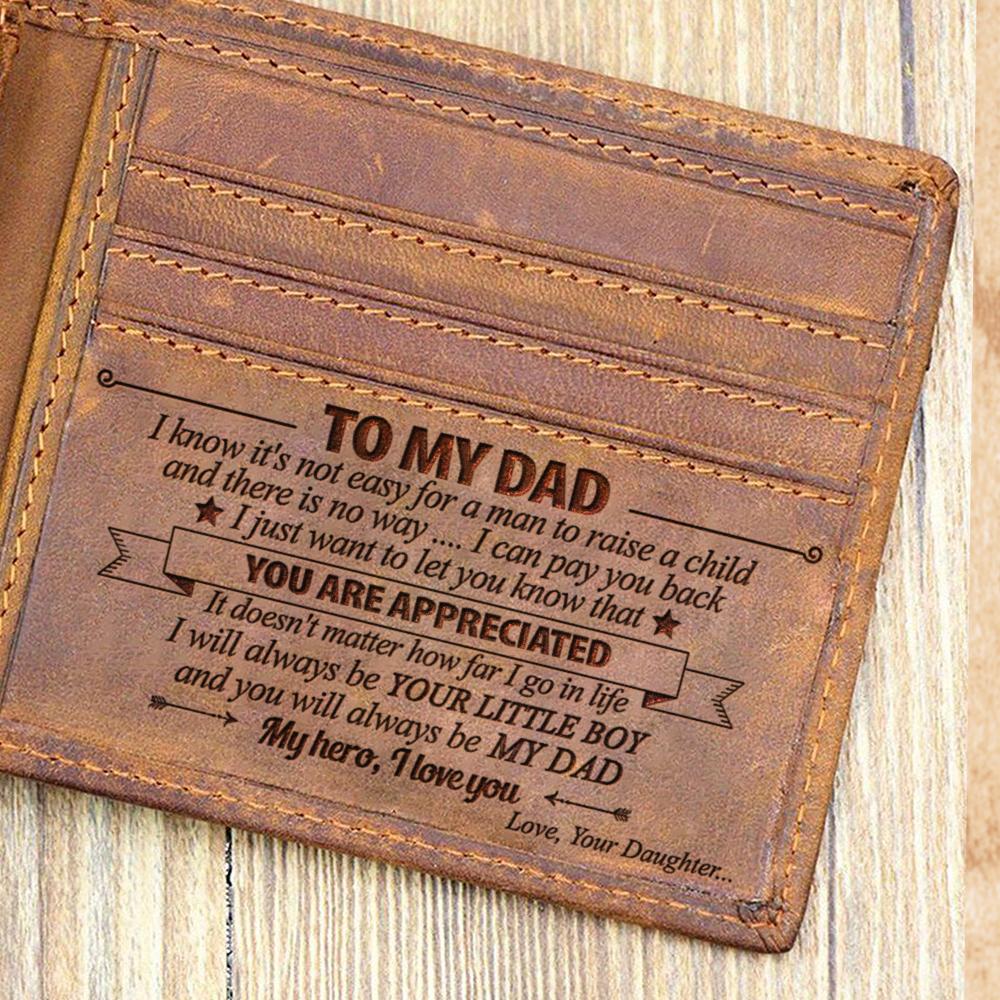 TO MY DAD
I know it's not easy for a man to raise a child
and there is no way .... I can pay you back
I just want to let you know that
YOU ARE APPRECIATED
It doesn't matter how far I go in life
I will always be YOUR LITTLE BOY
and you will always be MY DAD
My hero, I love you
Love, Your Daughter...